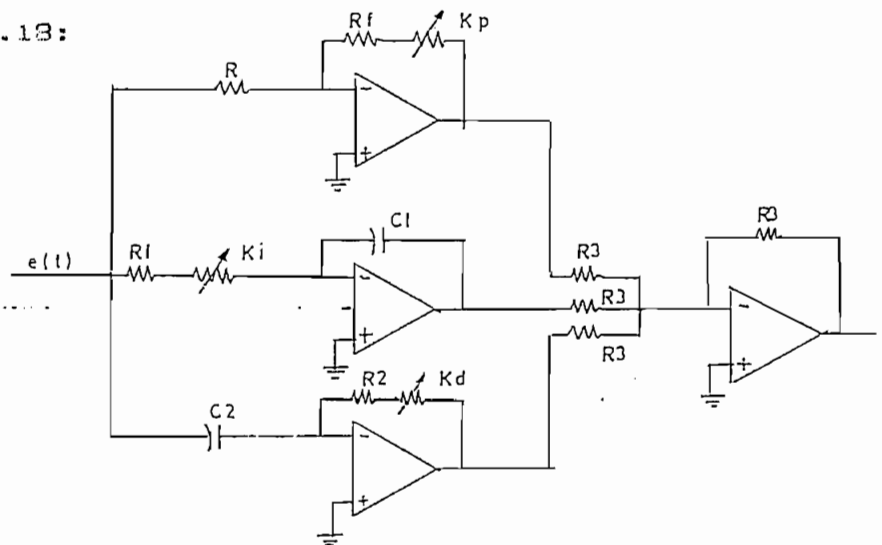 .18:
Rf Kp
R
-
+
C1
e(t) R1 Ki
-
+
R3
R3
R3
R3
-
+
C2
R2 Kd
-
+